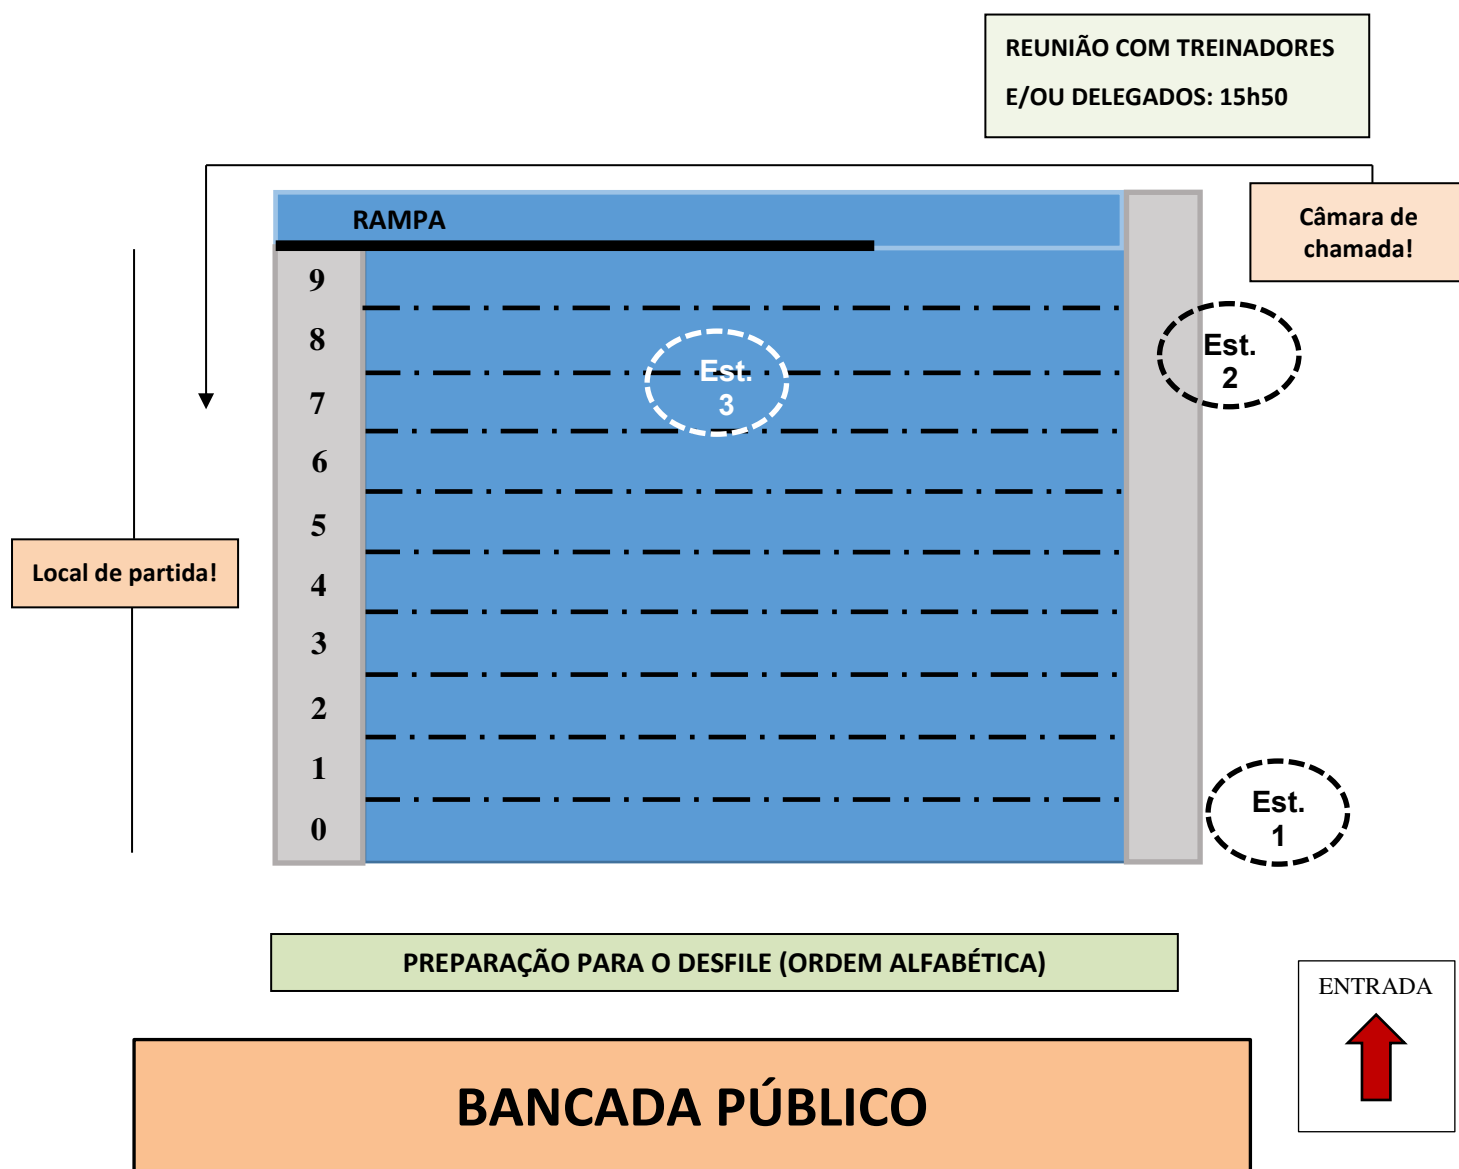 REUNIÃO COM TREINADORES
E/OU DELEGADOS: 15h50
RAMPA
Câmara de
chamada!
9
8
7
6
5
4
3
2
1
0
Est.
3
Est.
2
Local de partida!
Est.
1
PREPARAÇÃO PARA O DESFILE (ORDEM ALFABÉTICA)
ENTRADA
BANCADA PÚBLICO